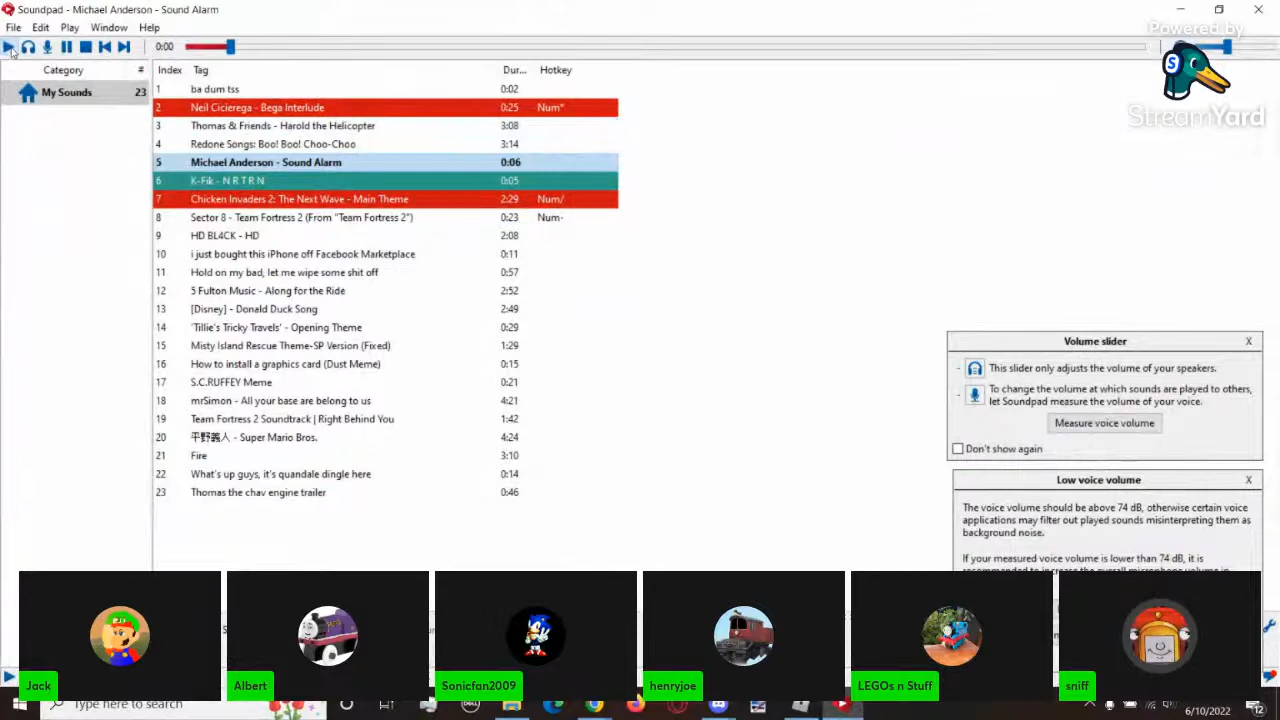 Soundpad - Michael Anderson - Sound Alarm
File Edit Play Window Help
Powered by
StreamYard
0:00
Category #
My Sounds 23
Index Tag Dur... Hotkey
1 ba dum tss 0:02
2 Neil Cicierega - Bega Interlude 0:25 Num*
3 Thomas & Friends - Harold the Helicopter 3:08
4 Redone Songs: Boo! Boo! Choo-Choo 3:14
5 Michael Anderson - Sound Alarm 0:06
6 K-Fik - N R T R N 0:05
7 Chicken Invaders 2: The Next Wave - Main Theme 2:29 Num/
8 Sector 8 - Team Fortress 2 (From "Team Fortress 2") 0:23 Num-
9 HD BL4CK - HD 2:08
10 i just bought this iPhone off Facebook Marketplace 0:11
11 Hold on my bad, let me wipe some shit off 0:57
12 5 Fulton Music - Along for the Ride 2:52
13 [Disney] - Donald Duck Song 2:49
14 'Tillie's Tricky Travels' - Opening Theme 0:29
15 Misty Island Rescue Theme-SP Version (Fixed) 1:29
16 How to install a graphics card (Dust Meme) 0:15
17 S.C.RUFFEY Meme 0:21
18 mrSimon - All your base are belong to us 4:21
19 Team Fortress 2 Soundtrack | Right Behind You 1:42
20 平野義人 - Super Mario Bros. 4:24
21 Fire 3:10
22 What's up guys, it's quandale dingle here 0:14
23 Thomas the chav engine trailer 0:46
Volume slider X
- This slider only adjusts the volume of your speakers.
- To change the volume at which sounds are played to others,
let Soundpad measure the volume of your voice.
Measure voice volume
Don't show again
Low voice volume X
The voice volume should be above 74 dB, otherwise certain voice
applications may filter out played sounds misinterpreting them as
background noise.
If your measured voice volume is lower than 74 dB, it is
recommended to increase the overall microphone volume in
Jack
Albert
Sonicfan2009
henryjoe
LEGOs n Stuff
sniff
here to search
6/10/2022